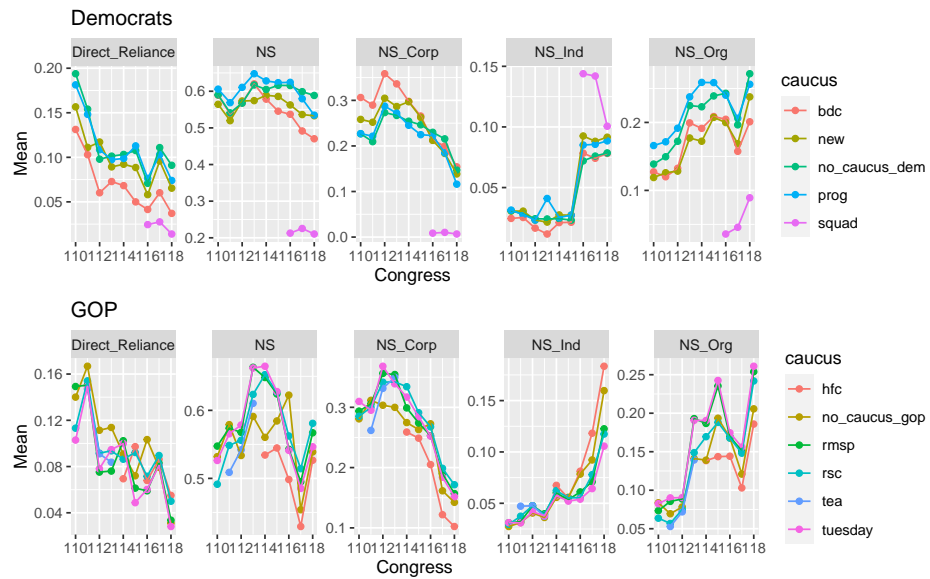 Democrats
Direct_Reliance NS NS_Corp NS_Ind NS_Org
0.20
0.15
0.10
0.05
0.6
0.5
0.4
0.3
0.2
0.3
0.2
0.1
0.0
0.15
0.10
0.05
0.2
0.1
Mean
110112114116118 110112114116118 110112114116118 110112114116118 110112114116118
Congress
caucus
bdc
new
no_caucus_dem
prog
squad
GOP
Direct_Reliance NS NS_Corp NS_Ind NS_Org
0.16
0.12
0.08
0.04
0.6
0.5
0.3
0.2
0.1
0.15
0.10
0.05
0.25
0.20
0.15
0.10
0.05
Mean
110112114116118 110112114116118 110112114116118 110112114116118 110112114116118
Congress
caucus
hfc
no_caucus_gop
rmsp
rsc
tea
tuesday